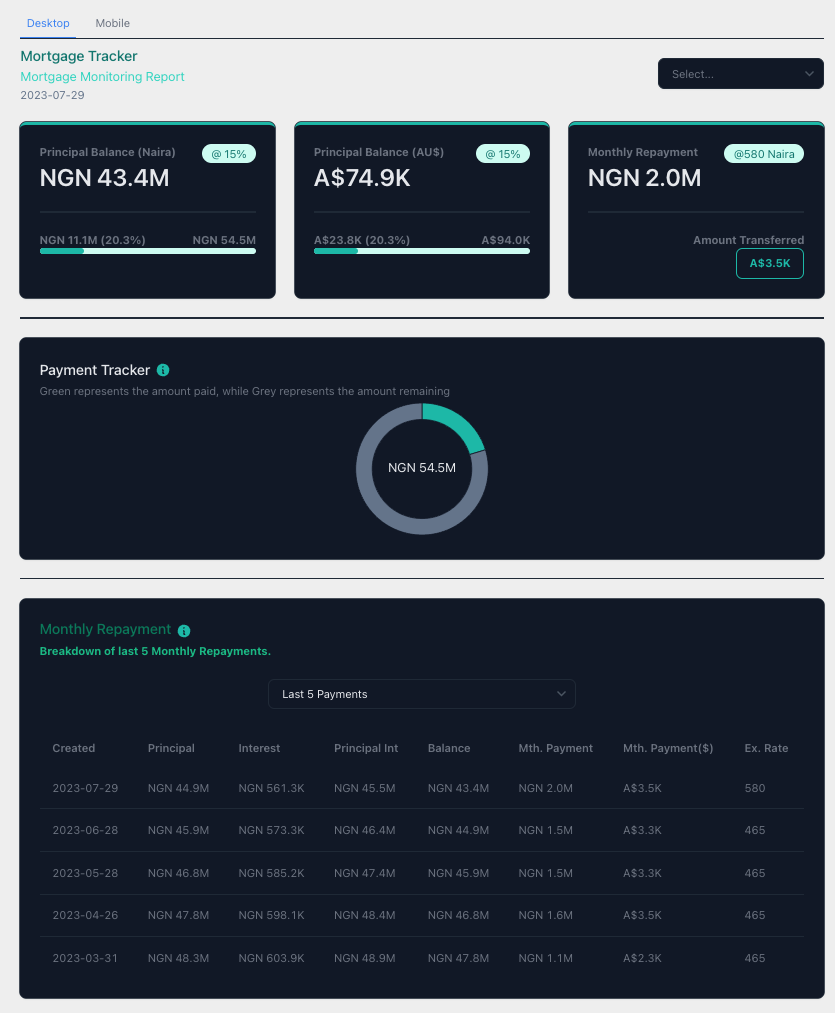 Desktop Mobile
Mortgage Tracker
Mortgage Monitoring Report
2023-07-29
Select...
Principal Balance (Naira) @ 15%
NGN 43.4M
NGN 11.1M (20.3%) NGN 54.5M
Principal Balance (AU$) @ 15%
A$74.9K
A$23.8K (20.3%) A$94.0K
Monthly Repayment @580 Naira
NGN 2.0M
Amount Transferred
A$3.5K
Payment Tracker
Green represents the amount paid, while Grey represents the amount remaining
NGN 54.5M
Monthly Repayment
Breakdown of last 5 Monthly Repayments.
Last 5 Payments
Created Principal Interest Principal Int Balance Mth. Payment Mth. Payment($) Ex. Rate
2023-07-29 NGN 44.9M NGN 561.3K NGN 45.5M NGN 43.4M NGN 2.0M A$3.5K 580
2023-06-28 NGN 45.9M NGN 573.3K NGN 46.4M NGN 44.9M NGN 1.5M A$3.3K 465
2023-05-28 NGN 46.8M NGN 585.2K NGN 47.4M NGN 45.9M NGN 1.5M A$3.3K 465
2023-04-26 NGN 47.8M NGN 598.1K NGN 48.4M NGN 46.8M NGN 1.6M A$3.5K 465
2023-03-31 NGN 48.3M NGN 603.9K NGN 48.9M NGN 47.8M NGN 1.1M A$2.3K 465